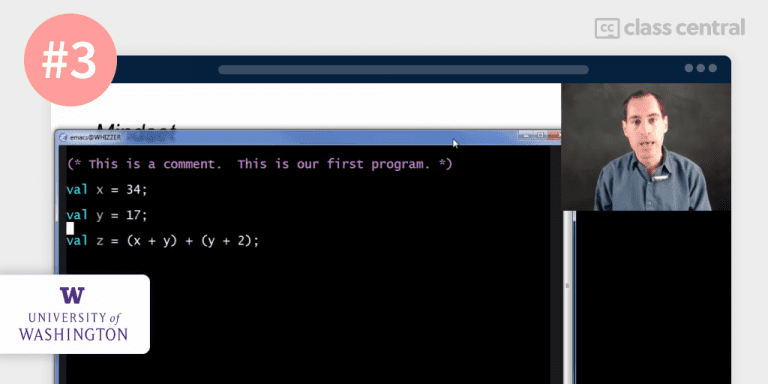 #3
cc class central
Mindset
emacs@WHIZZER
(* This is a comment. This is our first program. *)
val x = 34;
val y = 17;
val z = (x + y) + (y + 2);
W
UNIVERSITY of
WASHINGTON